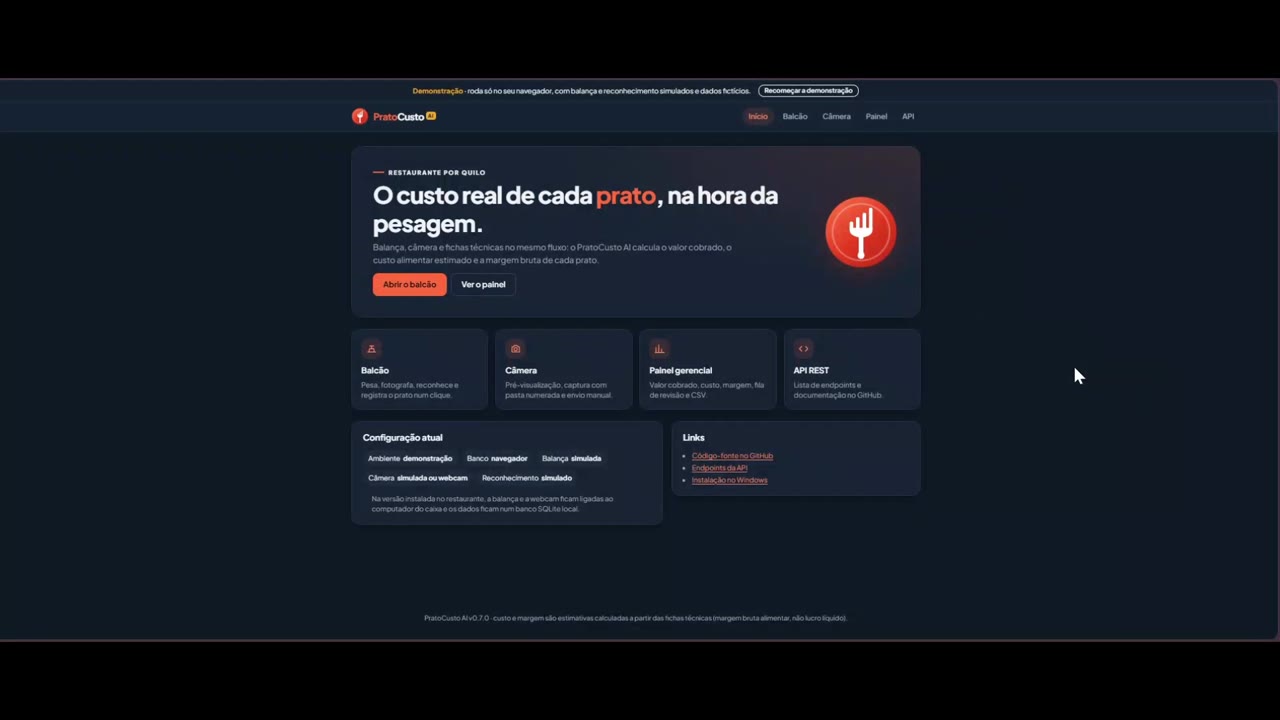 Demonstração · roda só no seu navegador, com balança e reconhecimento simulados e dados fictícios. Recomeçar a demonstração
PratoCusto AI Início Balcão Câmera Painel API
RESTAURANTE POR QUILO
O custo real de cada prato, na hora da
pesagem.
Balança, câmera e fichas técnicas no mesmo fluxo: o PratoCusto AI calcula o valor cobrado, o
custo alimentar estimado e a margem bruta de cada prato.
Abrir o balcão Ver o painel
Balcão
Pesa, fotografa, reconhece e
registra o prato num clique.
Câmera
Pré-visualização, captura com
pasta numerada e envio manual.
Painel gerencial
Valor cobrado, custo, margem, fila
de revisão e CSV.
API REST
Lista de endpoints e
documentação no GitHub.
Configuração atual
Ambiente demonstração Banco navegador Balança simulada
Câmera simulada ou webcam Reconhecimento simulado
Na versão instalada no restaurante, a balança e a webcam ficam ligadas ao
computador do caixa e os dados ficam num banco SQLite local.
Links
Código-fonte no GitHub
Endpoints da API
Instalação no Windows
PratoCusto AI v0.7.0 · custo e margem são estimativas calculadas a partir das fichas técnicas (margem bruta alimentar, não lucro líquido).